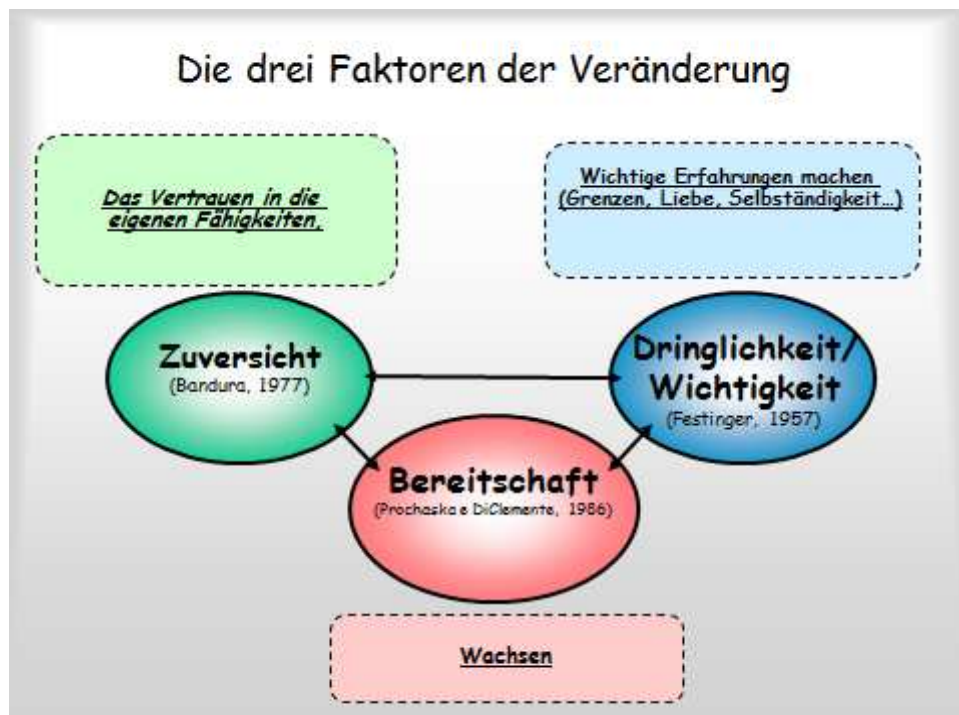 Die drei Faktoren der Veränderung
Das Vertrauen in die
eigenen Fähigkeiten,
Wichtige Erfahrungen machen
(Grenzen, Liebe, Selbständigkeit...)
Zuversicht
(Bandura, 1977)
Dringlichkeit/
Wichtigkeit
(Festinger, 1957)
Bereitschaft
(Prochaska e DiClemente, 1986)
Wachsen